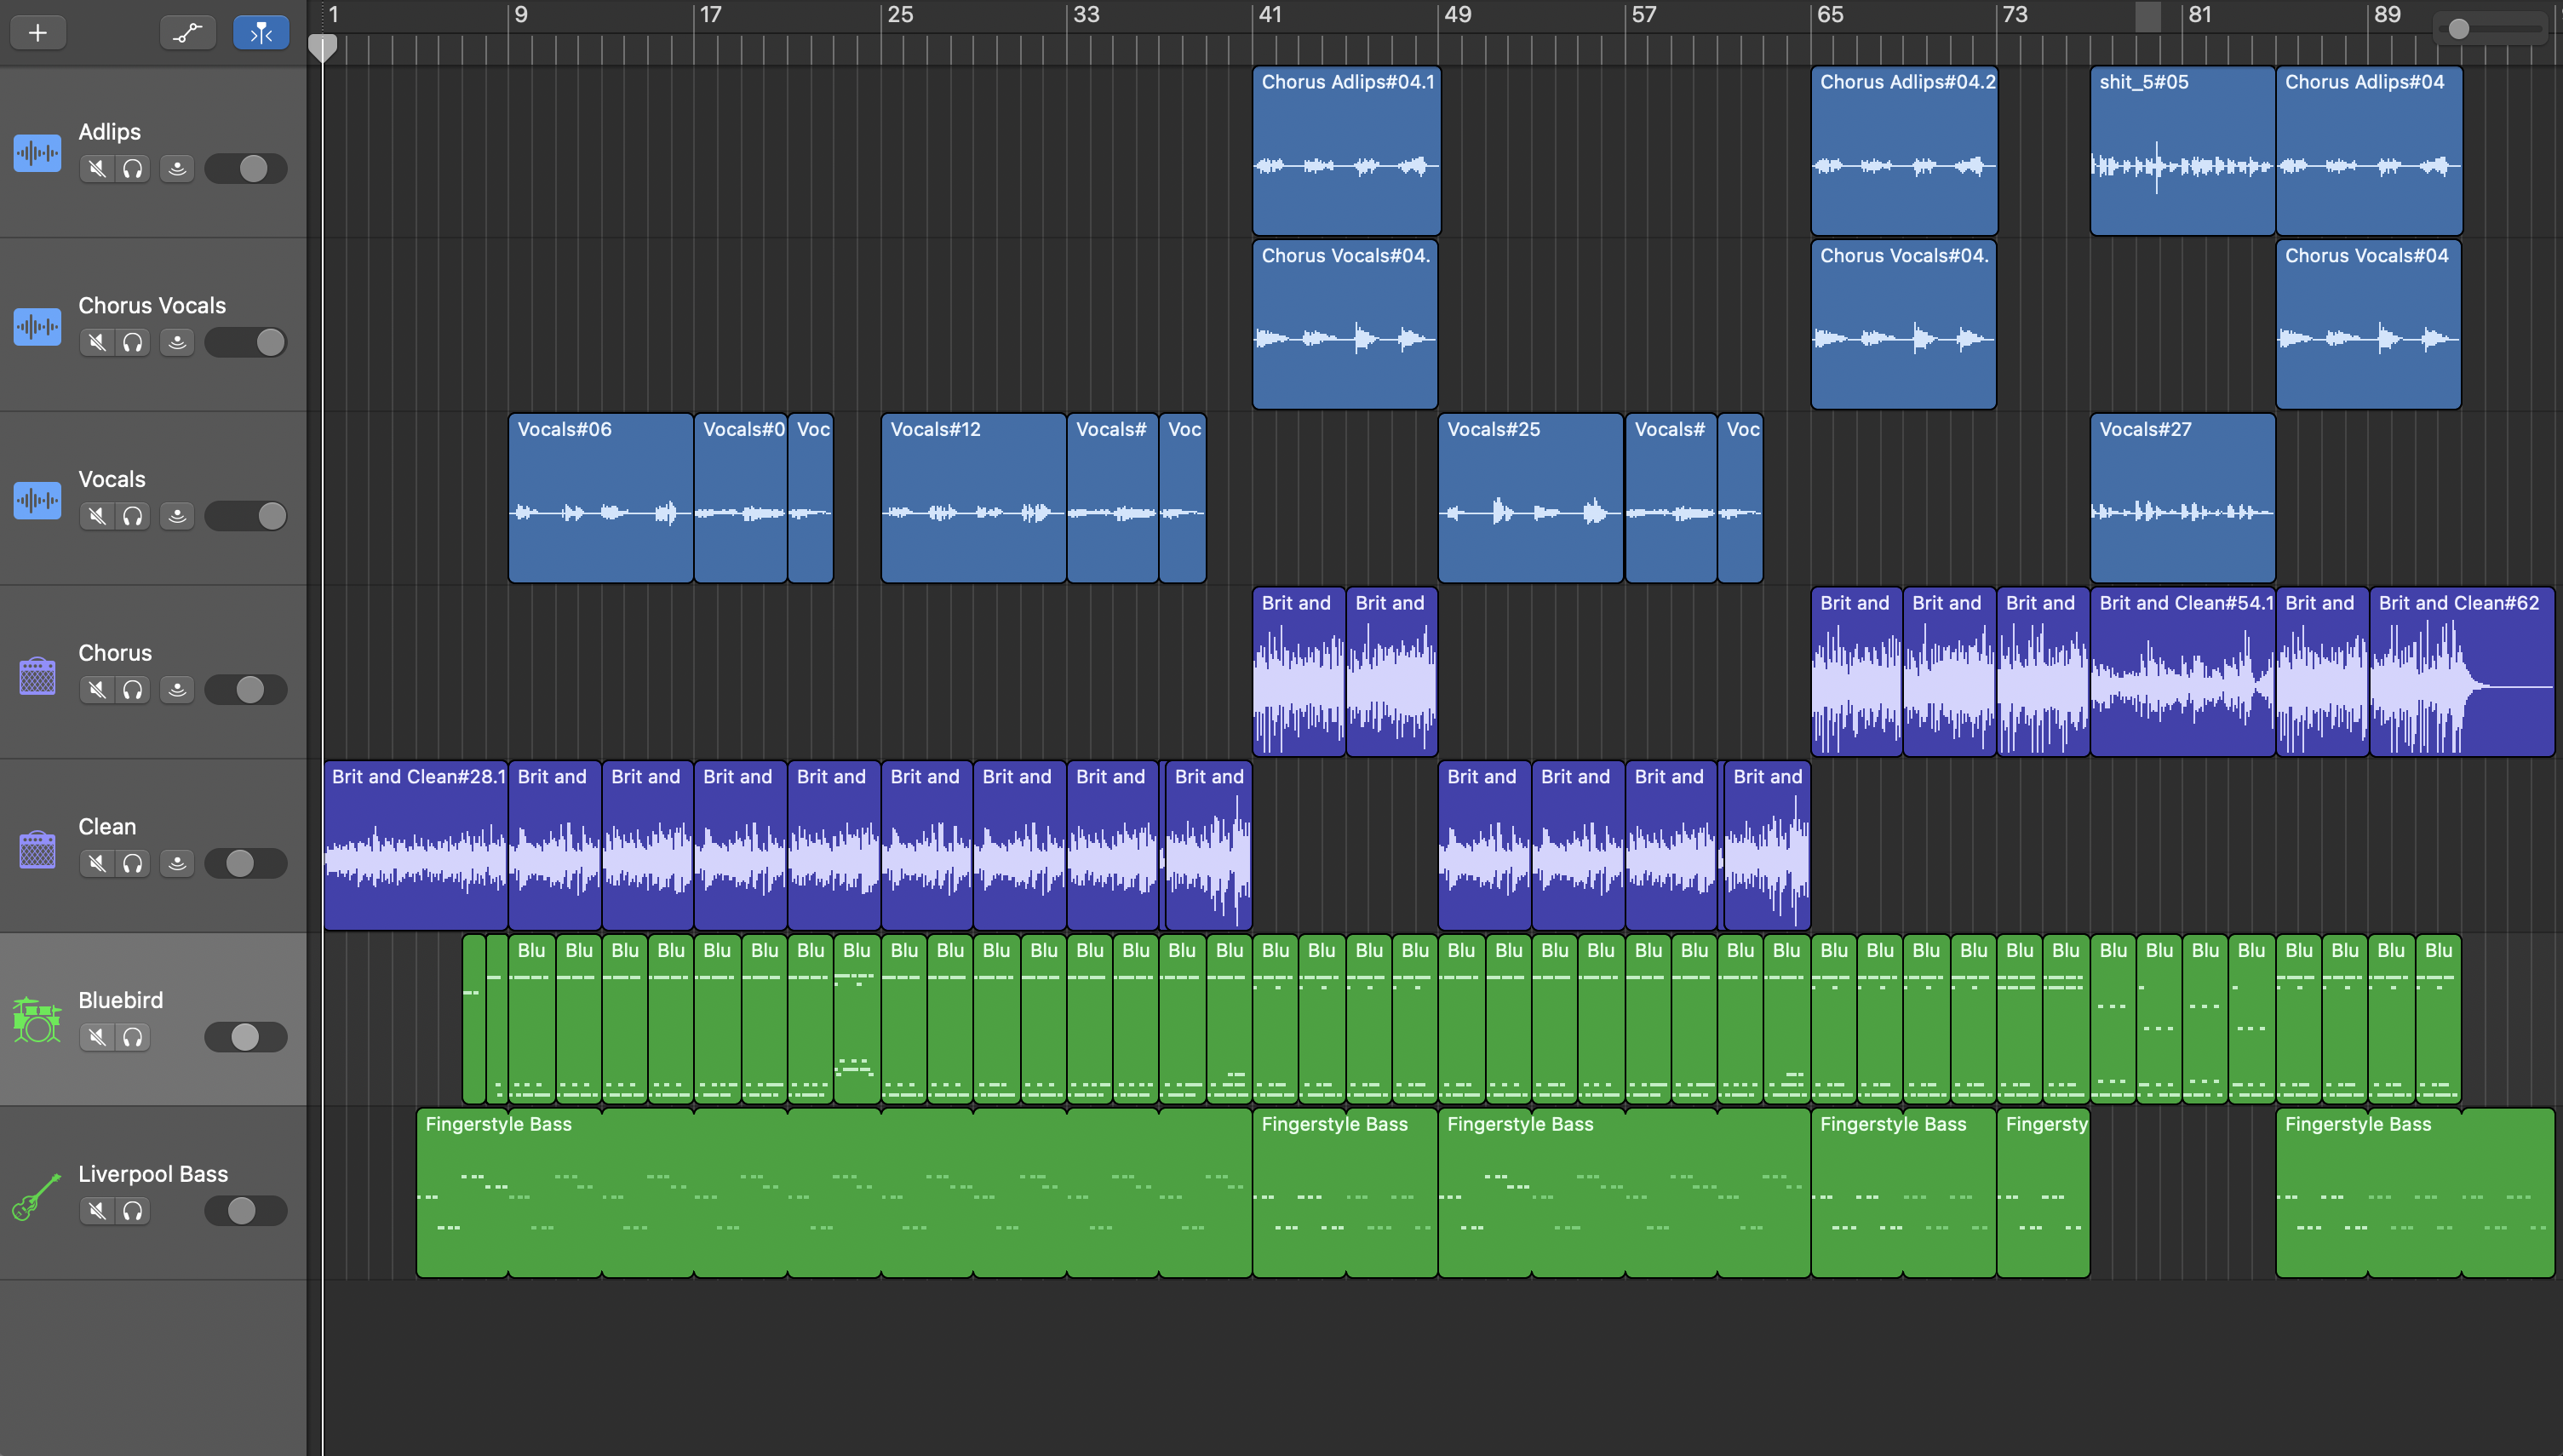 1 9 17 25 33 41 49 57 65 73 81 89
Adlips
Chorus Adlips#04.1 Chorus Adlips#04.2 shit_5#05 Chorus Adlips#04
Chorus Vocals
Chorus Vocals#04. Chorus Vocals#04. Chorus Vocals#04
Vocals
Vocals#06 Vocals#0 Voc Vocals#12 Vocals# Voc Vocals#25 Vocals# Voc Vocals#27
Chorus
Brit and Brit and Brit and Brit and Brit and Brit and Clean#54.1 Brit and Brit and Clean#62
Clean
Brit and Clean#28.1 Brit and Brit and Brit and Brit and Brit and Brit and Brit and Brit and Brit and Brit and Brit and Brit and
Bluebird
Blu Blu Blu Blu Blu Blu Blu Blu Blu Blu Blu Blu Blu Blu Blu Blu Blu Blu Blu Blu Blu Blu Blu Blu Blu Blu Blu Blu Blu Blu Blu Blu Blu Blu Blu Blu Blu Blu Blu Blu Blu Blu
Liverpool Bass
Fingerstyle Bass Fingerstyle Bass Fingerstyle Bass Fingerstyle Bass Fingersty Fingerstyle Bass